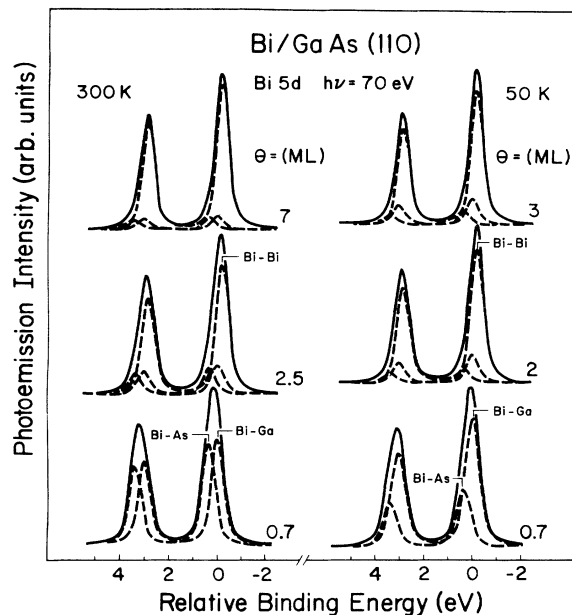 Bi/GaAs (110)
Bi 5d hν = 70 eV
300 K
50 K
Θ = (ML)
Θ = (ML)
7
3
Bi-Bi
Bi-Bi
2.5
2
Bi-As
Bi-Ga
Bi-Ga
Bi-As
0.7
0.7
4 2 0 -2
4 2 0 -2
Relative Binding Energy (eV)
Photoemission Intensity (arb. units)